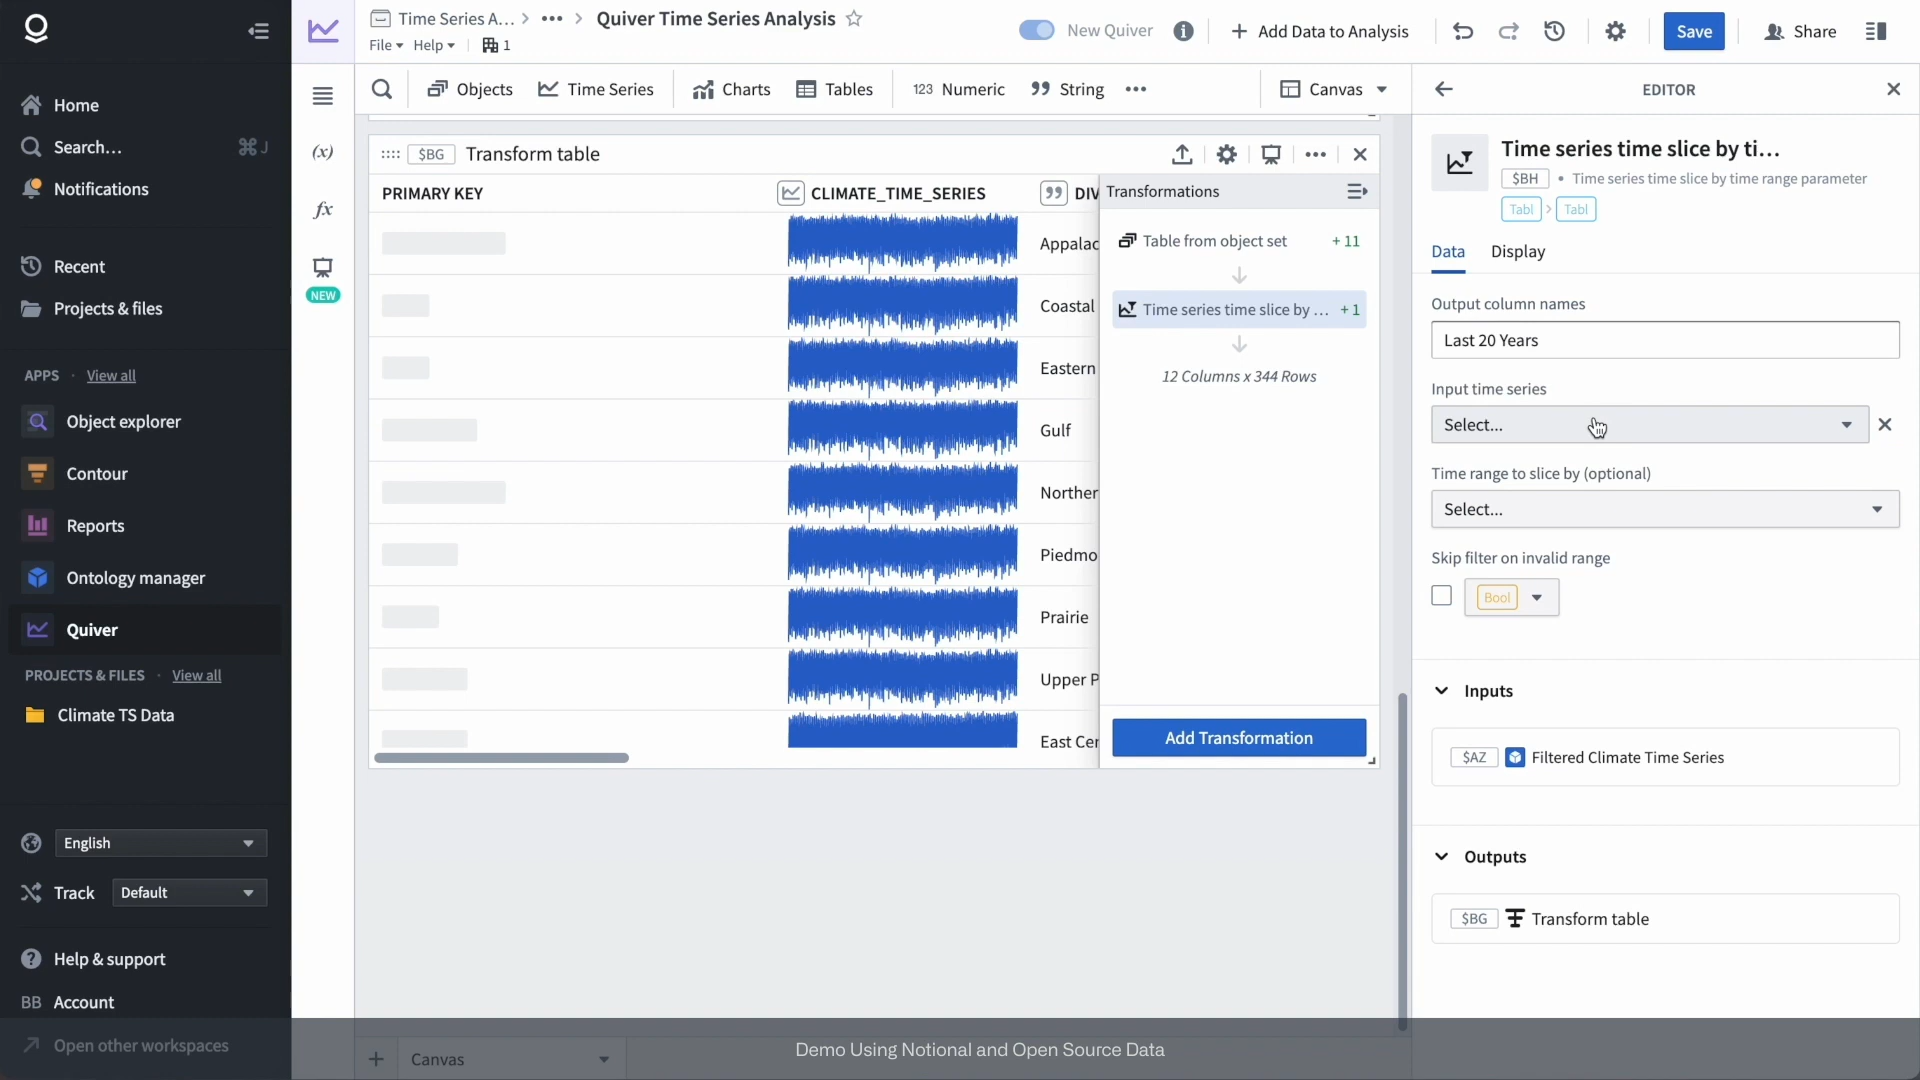 Home
Search…
⌘J
Notifications
Recent
Projects & files
APPS · View all
Object explorer
Contour
Reports
Ontology manager
Quiver
PROJECTS & FILES · View all
Climate TS Data
English
Track
Default
Help & support
BB Account
Open other workspaces
Time Series A... > ••• > Quiver Time Series Analysis
File Help 1
New Quiver
Add Data to Analysis
Save
Share
NEW
(x)
fx
Objects
Time Series
Charts
Tables
123 Numeric
String
Canvas
$BG Transform table
PRIMARY KEY
CLIMATE_TIME_SERIES
DIV
Appalac
Coastal
Eastern
Gulf
Norther
Piedmo
Prairie
Upper P
East Cer
Transformations
Table from object set +11
Time series time slice by ... +1
12 Columns x 344 Rows
Add Transformation
EDITOR
Time series time slice by ti...
$BH • Time series time slice by time range parameter
Tabl > Tabl
Data Display
Output column names
Last 20 Years
Input time series
Select...
Time range to slice by (optional)
Select...
Skip filter on invalid range
Bool
Inputs
$AZ Filtered Climate Time Series
Outputs
$BG Transform table
Canvas
Demo Using Notional and Open Source Data